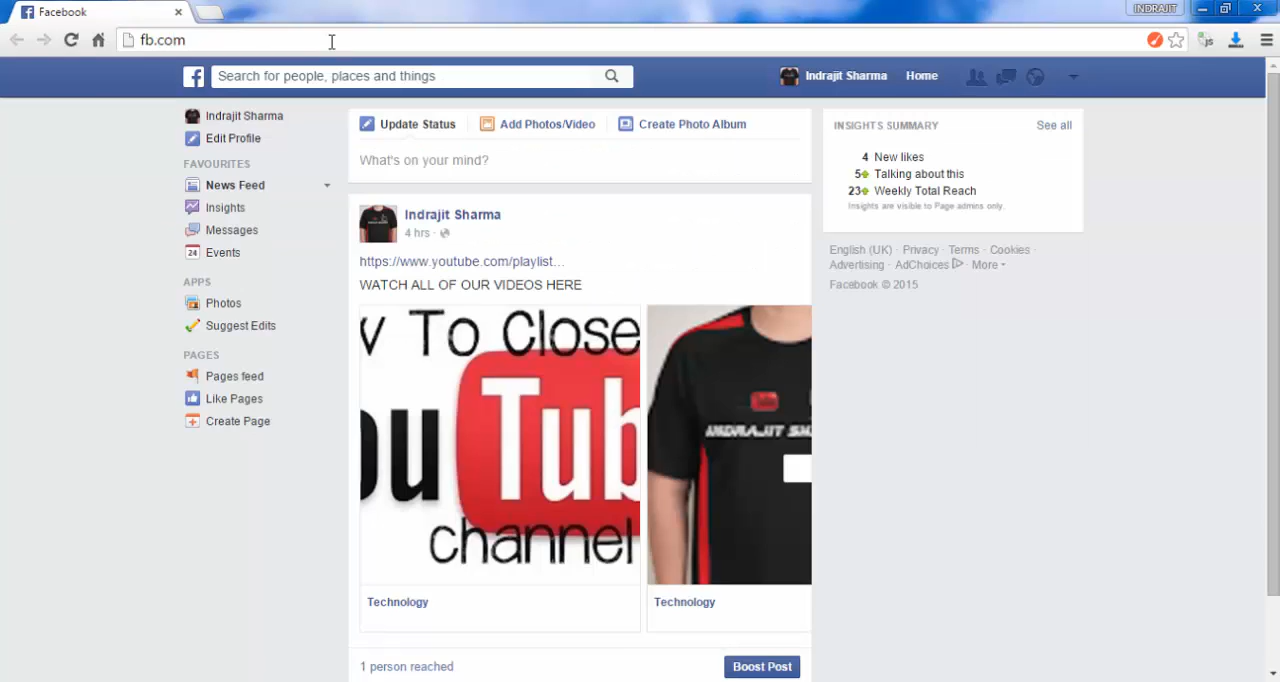 Facebook
INDRAJIT
fb.com
Search for people, places and things
Indrajit Sharma
Home
Indrajit Sharma
Edit Profile
FAVOURITES
News Feed
Insights
Messages
24 Events
APPS
Photos
Suggest Edits
PAGES
Pages feed
Like Pages
Create Page
Update Status
Add Photos/Video
Create Photo Album
What's on your mind?
Indrajit Sharma
4 hrs ·
https://www.youtube.com/playlist...
WATCH ALL OF OUR VIDEOS HERE
v To Close
ou Tub
channel
INDRAJIT SH
Technology
Technology
1 person reached
Boost Post
INSIGHTS SUMMARY
See all
4 New likes
5 Talking about this
23 Weekly Total Reach
Insights are visible to Page admins only.
English (UK) · Privacy · Terms · Cookies ·
Advertising · AdChoices · More
Facebook © 2015